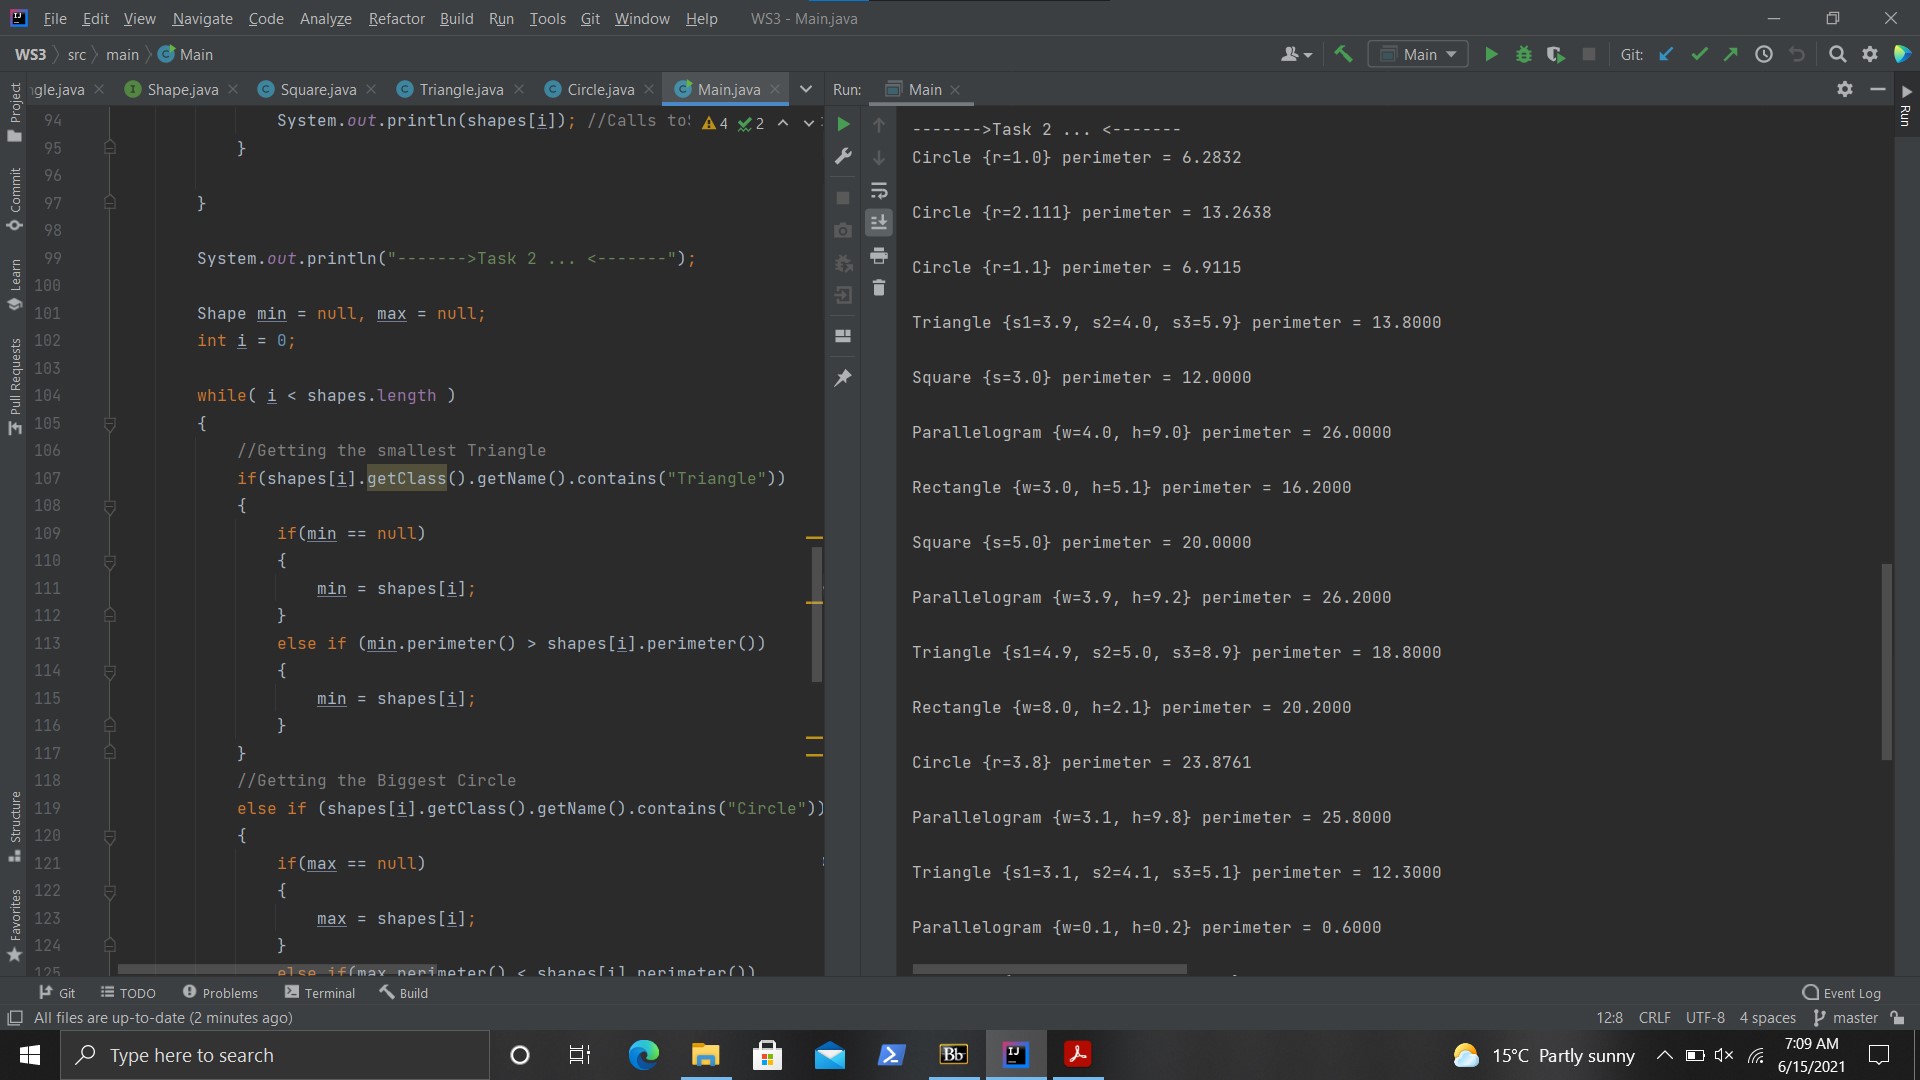 File Edit View Navigate Code Analyze Refactor Build Run Tools Git Window Help WS3 - Main.java
WS3 src main Main
Main Git:
ngle.java Shape.java Square.java Triangle.java Circle.java Main.java Run: Main
Project
Commit
Learn
Pull Requests
Structure
Favorites
94 System.out.println(shapes[i]); //Calls toS 4 2
95 }
96
97 }
98
99 System.out.println("------->Task 2 ... <-------");
100
101 Shape min = null, max = null;
102 int i = 0;
103
104 while( i < shapes.length )
105 {
106 //Getting the smallest Triangle
107 if(shapes[i].getClass().getName().contains("Triangle"))
108 {
109 if(min == null)
110 {
111 min = shapes[i];
112 }
113 else if (min.perimeter() > shapes[i].perimeter())
114 {
115 min = shapes[i];
116 }
117 }
118 //Getting the Biggest Circle
119 else if (shapes[i].getClass().getName().contains("Circle"))
120 {
121 if(max == null)
122 {
123 max = shapes[i];
124 }
125 else if(max.perimeter() < shapes[i].perimeter())
------->Task 2 ... <-------
Circle {r=1.0} perimeter = 6.2832
Circle {r=2.111} perimeter = 13.2638
Circle {r=1.1} perimeter = 6.9115
Triangle {s1=3.9, s2=4.0, s3=5.9} perimeter = 13.8000
Square {s=3.0} perimeter = 12.0000
Parallelogram {w=4.0, h=9.0} perimeter = 26.0000
Rectangle {w=3.0, h=5.1} perimeter = 16.2000
Square {s=5.0} perimeter = 20.0000
Parallelogram {w=3.9, h=9.2} perimeter = 26.2000
Triangle {s1=4.9, s2=5.0, s3=8.9} perimeter = 18.8000
Rectangle {w=8.0, h=2.1} perimeter = 20.2000
Circle {r=3.8} perimeter = 23.8761
Parallelogram {w=3.1, h=9.8} perimeter = 25.8000
Triangle {s1=3.1, s2=4.1, s3=5.1} perimeter = 12.3000
Parallelogram {w=0.1, h=0.2} perimeter = 0.6000
Run
Git TODO Problems Terminal Build Event Log
All files are up-to-date (2 minutes ago) 12:8 CRLF UTF-8 4 spaces master
Type here to search Bb IJ 15°C Partly sunny 7:09 AM
6/15/2021